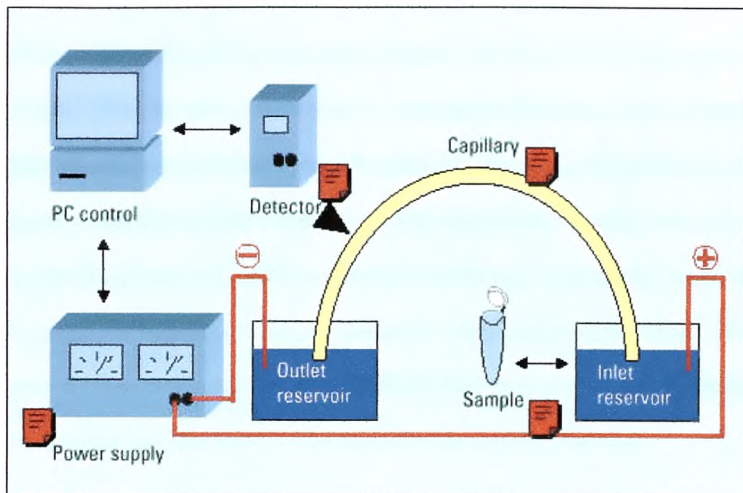 PC control
Detector
Capillary
−
+
Outlet
reservoir
Sample
Inlet
reservoir
Power supply